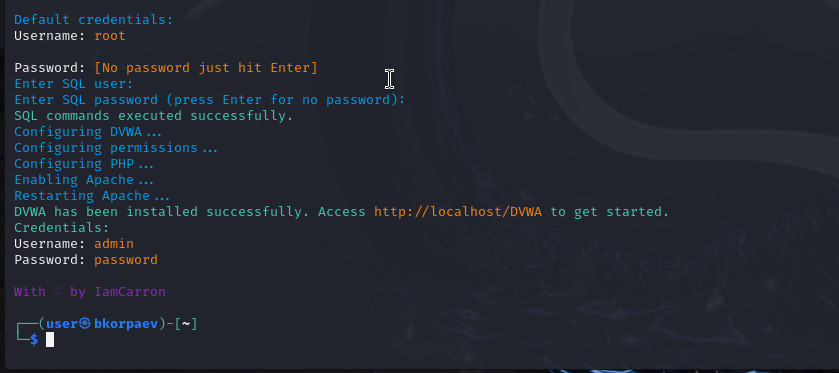 Default credentials:
Username: root
Password: [No password just hit Enter]
Enter SQL user:
Enter SQL password (press Enter for no password):
SQL commands executed successfully.
Configuring DVWA...
Configuring permissions...
Configuring PHP...
Enabling Apache...
Restarting Apache...
DVWA has been installed successfully. Access http://localhost/DVWA to get started.
Credentials:
Username: admin
Password: password
With ♡ by IamCarron
┌──(user㉿bkorpaev)-[~]
└─$